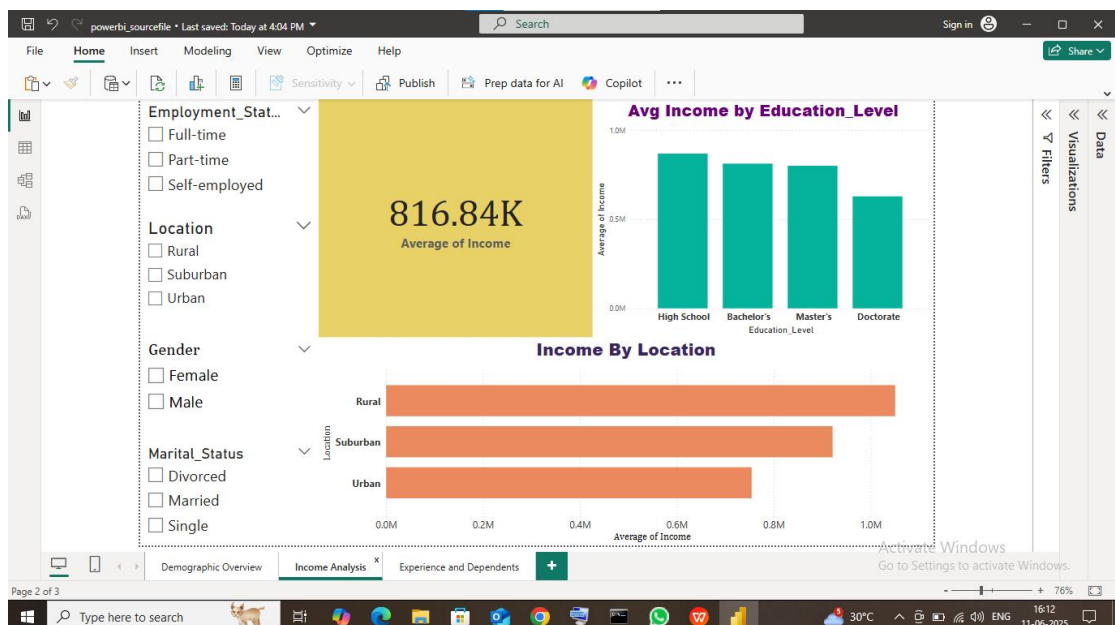 powerbi_sourcefile • Last saved: Today at 4:04 PM
Search
Sign in
File Home Insert Modeling View Optimize Help
Share
Sensitivity Publish Prep data for AI Copilot ...
Employment_Stat...
Full-time
Part-time
Self-employed
Location
Rural
Suburban
Urban
Gender
Female
Male
Marital_Status
Divorced
Married
Single
816.84K
Average of Income
Avg Income by Education_Level
Average of Income
1.0M
0.5M
0.0M
High School Bachelor's Master's Doctorate
Education_Level
Income By Location
Location
Rural
Suburban
Urban
0.0M 0.2M 0.4M 0.6M 0.8M 1.0M
Average of Income
Filters
Visualizations
Data
Activate Windows
Go to Settings to activate Windows.
Demographic Overview Income Analysis x Experience and Dependents +
Page 2 of 3
- + 76%
Type here to search
30°C
ENG
16:12
11-06-2025